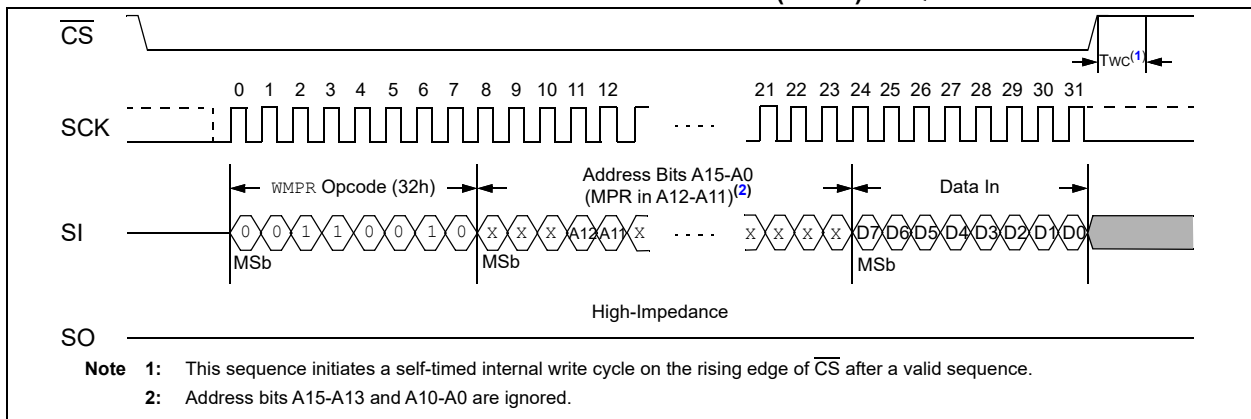 CS
TWC(1)
0 1 2 3 4 5 6 7 8 9 10 11 12 21 22 23 24 25 26 27 28 29 30 31
SCK
WMPR Opcode (32h)
Address Bits A15-A0
(MPR in A12-A11)(2)
Data In
SI
0 0 1 1 0 0 1 0 X X X A12 A11 X X X X X D7 D6 D5 D4 D3 D2 D1 D0
MSb MSb MSb
High-Impedance
SO
Note 1: This sequence initiates a self-timed internal write cycle on the rising edge of CS after a valid sequence.
2: Address bits A15-A13 and A10-A0 are ignored.